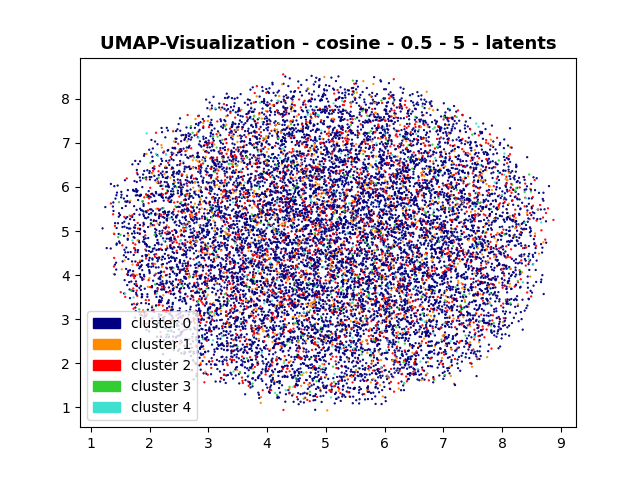 UMAP-Visualization - cosine - 0.5 - 5 - latents
8
7
6
5
4
3
2
1
cluster 0
cluster 1
cluster 2
cluster 3
cluster 4
1 2 3 4 5 6 7 8 9